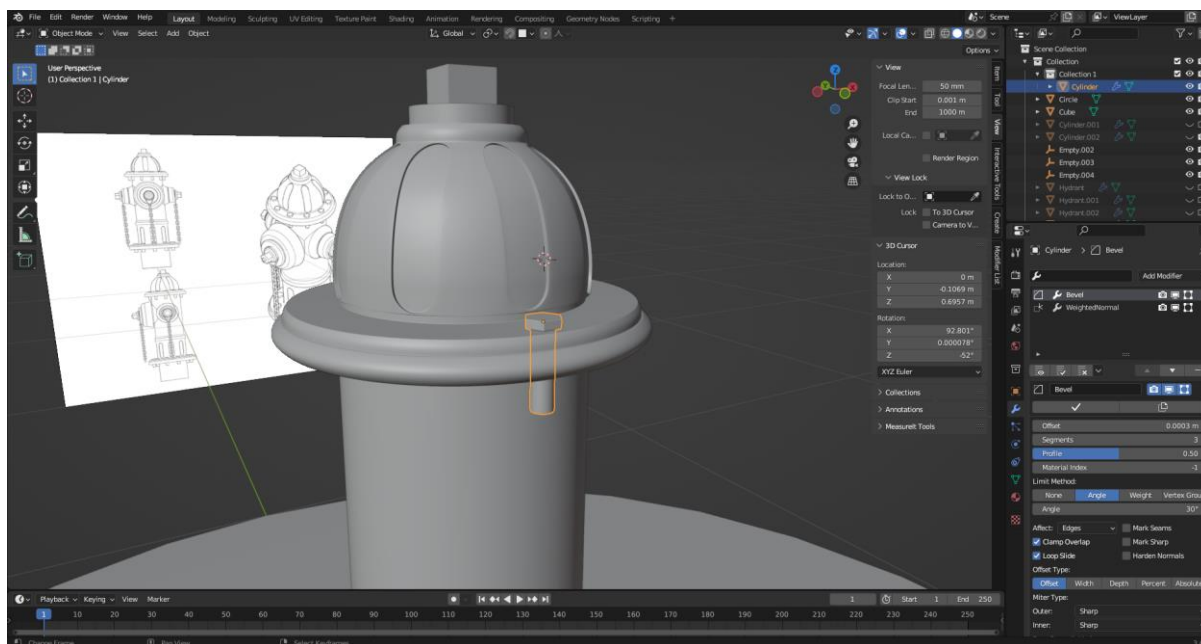 File Edit Render Window Help Layout Modeling Sculpting UV Editing Texture Paint Shading Animation Rendering Compositing Geometry Nodes Scripting + Scene ViewLayer
Object Mode View Select Add Object Global
Options
User Perspective
(1) Collection 1 | Cylinder
View
Focal Len... 50 mm
Clip Start 0.001 m
End 1000 m
Local Ca...
Render Region
View Lock
Lock to O...
Lock To 3D Cursor
Camera to V...
3D Cursor
Location:
X 0 m
Y -0.1069 m
Z 0.6957 m
Rotation:
X 92.801°
Y 0.000078°
Z -52°
XYZ Euler
Collections
Annotations
MeasureIt Tools
Item
Tool
View
Interactive Tools
Create
Modifier List
Scene Collection
Collection
Collection 1
Cylinder
Circle
Cube
Cylinder.001
Cylinder.002
Empty.002
Empty.003
Empty.004
Hydrant
Hydrant.001
Hydrant.002
Cylinder > Bevel
Add Modifier
Bevel
WeightedNormal
Bevel
Offset 0.0003 m
Segments 3
Profile 0.50
Material Index -1
Limit Method:
None Angle Weight Vertex Grou
Angle 30°
Affect: Edges Mark Seams
Clamp Overlap Mark Sharp
Loop Slide Harden Normals
Offset Type:
Offset Width Depth Percent Absolute
Miter Type:
Outer: Sharp
Inner: Sharp
Playback Keying View Marker 1 Start 1 End 250
1 10 20 30 40 50 60 70 80 90 100 110 120 130 140 150 160 170 180 190 200 210 220 230 240 250
Change Frame Pan View Select Keyframes
X
Z